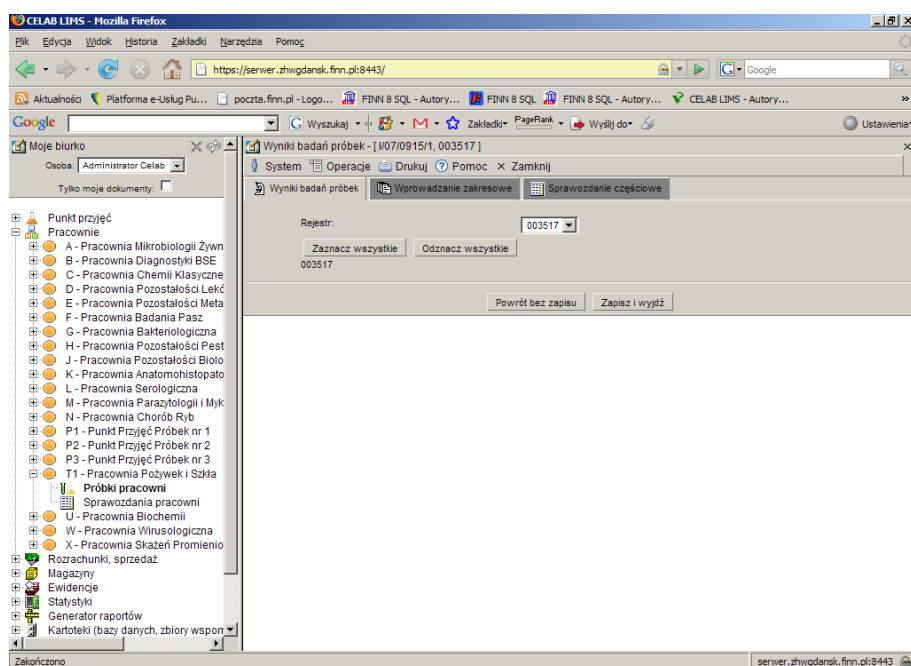 CELAB LIMS - Mozilla Firefox
Plik Edycja Widok Historia Zakładki Narzędzia Pomoc
https://serwer.zhwgdansk.finn.pl:8443/
G Google
Aktualności Platforma e-Usług Pu... poczta.finn.pl - Logo... FINN 8 SQL - Autory... FINN 8 SQL - Autory... FINN 8 SQL - Autory... CELAB LIMS - Autory... »
Google G Wyszukaj Zakładki PageRank Wyślij do Ustawienia
Moje biurko
Osoba: Administrator Celab
Tylko moje dokumenty:
Punkt przyjęć
Pracownie
A - Pracownia Mikrobiologii Żywn
B - Pracownia Diagnostyki BSE
C - Pracownia Chemii Klasyczne
D - Pracownia Pozostałości Lekć
E - Pracownia Pozostałości Meta
F - Pracownia Badania Pasz
G - Pracownia Bakteriologiczna
H - Pracownia Pozostałości Pest
J - Pracownia Pozostałości Biolo
K - Pracownia Anatomohistopato
L - Pracownia Serologiczna
M - Pracownia Parazytologii i Myk
N - Pracownia Chorób Ryb
P1 - Punkt Przyjęć Próbek nr 1
P2 - Punkt Przyjęć Próbek nr 2
P3 - Punkt Przyjęć Próbek nr 3
T1 - Pracownia Pożywek i Szkła
Próbki pracowni
Sprawozdania pracowni
U - Pracownia Biochemii
W - Pracownia Wirusologiczna
X - Pracownia Skażeń Promienio
Rozrachunki, sprzedaż
Magazyny
Ewidencje
Statystyki
Generator raportów
Kartoteki (bazy danych, zbiory wspom
Wyniki badań próbek - [ I/07/0915/1, 003517 ]
System Operacje Drukuj Pomoc Zamknij
Wyniki badań próbek Wprowadzanie zakresowe Sprawozdanie częściowe
Rejestr: 003517
Zaznacz wszystkie Odznacz wszystkie
003517
Powrót bez zapisu Zapisz i wyjdź
Zakończono serwer.zhwgdansk.finn.pl:8443